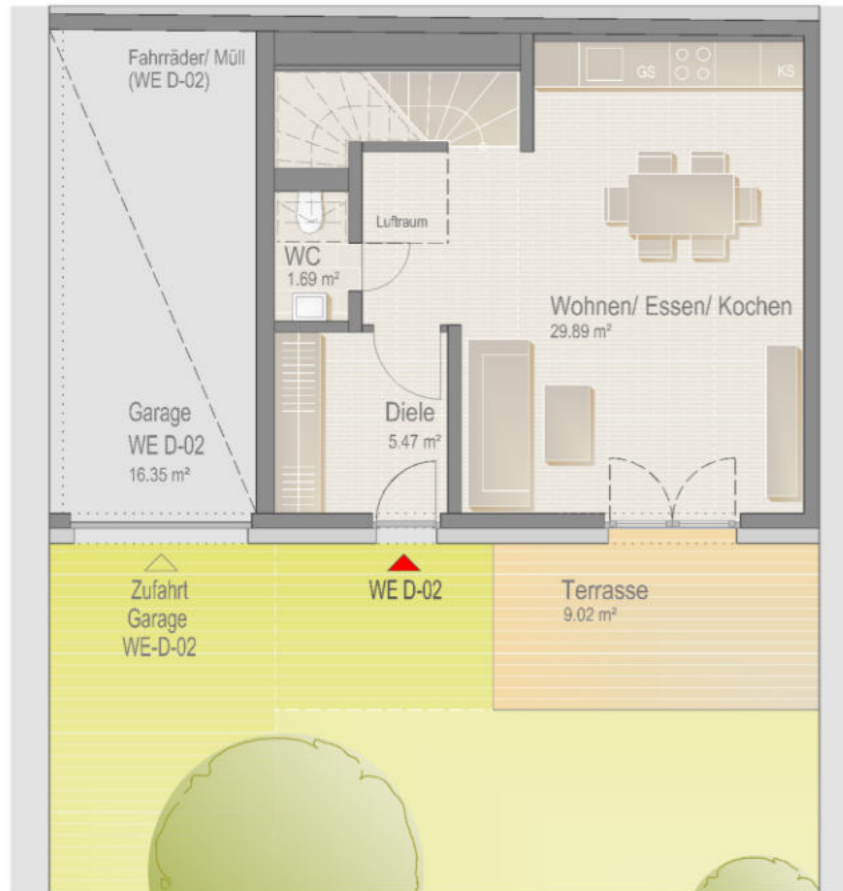 Fahrräder/ Müll
(WE D-02)
GS
KS
Luftraum
WC
1.69 m²
Wohnen/ Essen/ Kochen
29.89 m²
Garage
WE D-02
16.35 m²
Diele
5.47 m²
Zufahrt
Garage
WE-D-02
WE D-02
Terrasse
9.02 m²